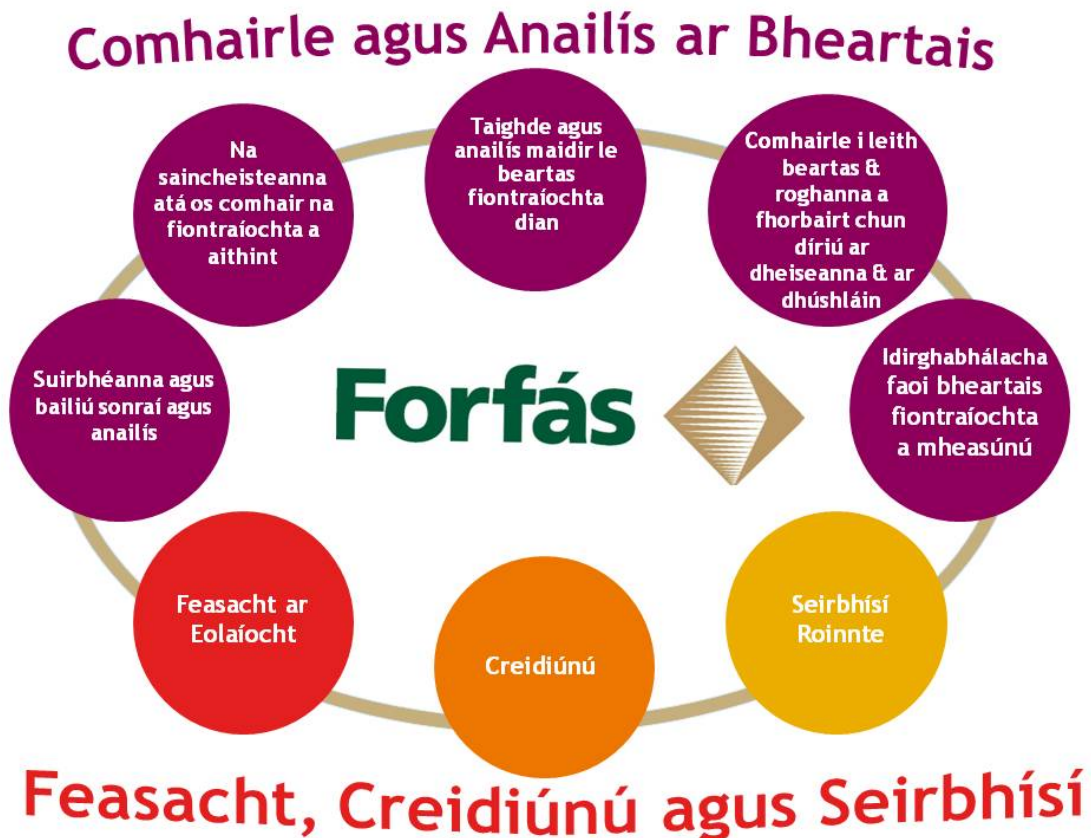 Comhairle agus Anailís ar Bheartais
Na
saincheisteanna
atá os comhair na
fiontraíochta a
aithint
Taighde agus
anailís maidir le
beartas
fiontraíochta
dian
Comhairle i leith
beartas &
roghanna a
fhorbairt chun
díriú ar
dheiseanna & ar
dhúshláin
Suirbhéanna agus
bailiú sonraí agus
anailís
Forfás
Idirghabhálacha
faoi bheartais
fiontraíochta
a mheasúnú
Feasacht ar
Eolaíocht
Creidiúnú
Seirbhísí
Roinnte
Feasacht, Creidiúnú agus Seirbhísí